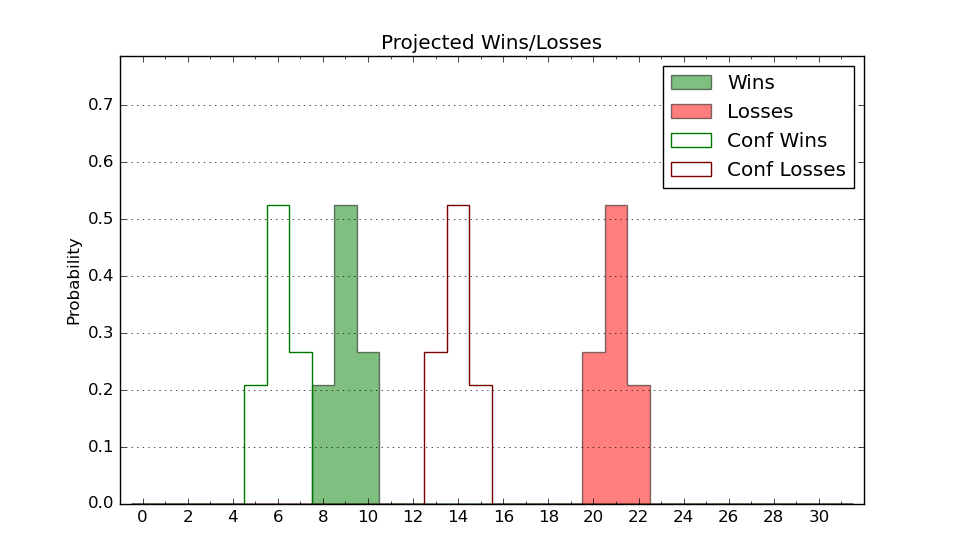 Projected Wins/Losses
Wins
Losses
Conf Wins
Conf Losses
Probability
0.7
0.6
0.5
0.4
0.3
0.2
0.1
0.0
0 2 4 6 8 10 12 14 16 18 20 22 24 26 28 30